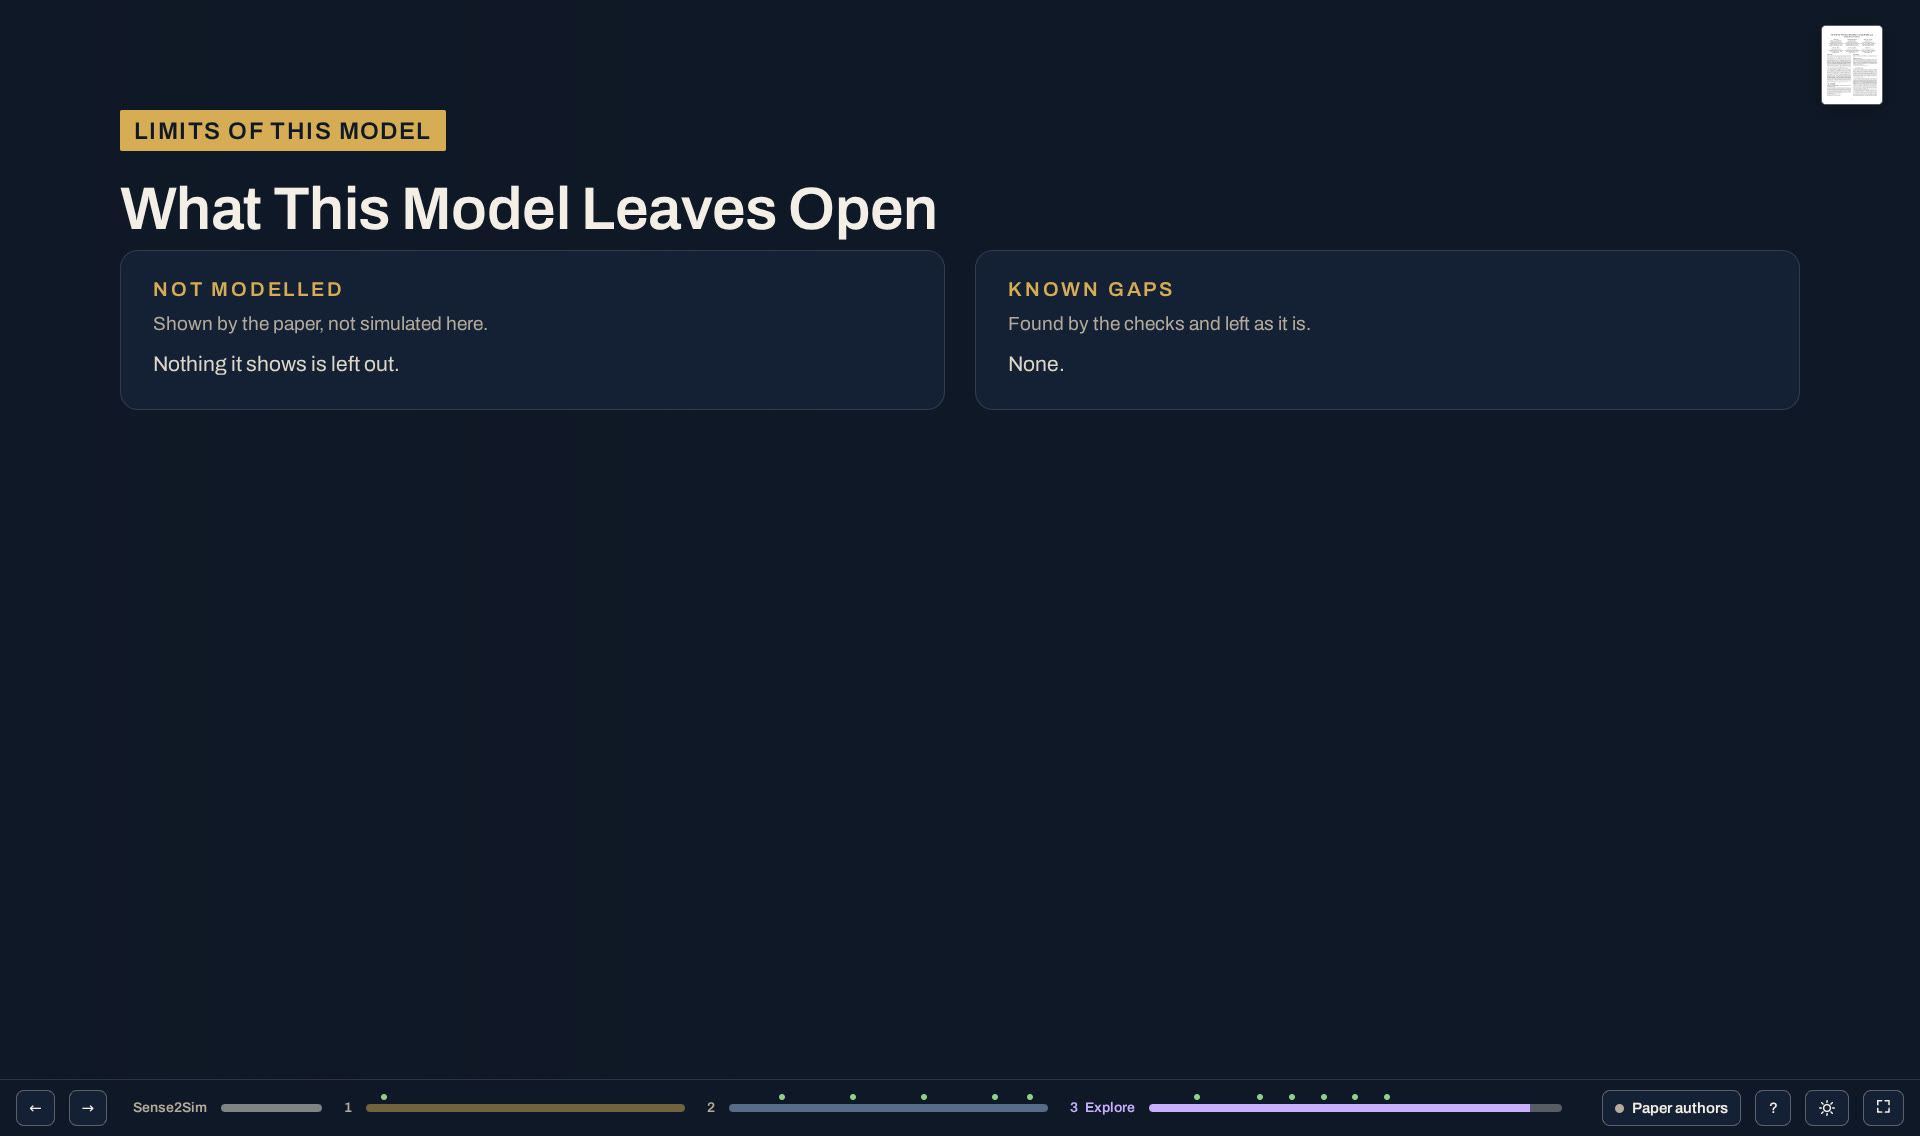 LIMITS OF THIS MODEL
What This Model Leaves Open
NOT MODELLED
Shown by the paper, not simulated here.
Nothing it shows is left out.
KNOWN GAPS
Found by the checks and left as it is.
None.
← → Sense2Sim 1 2 3 Explore Paper authors ?